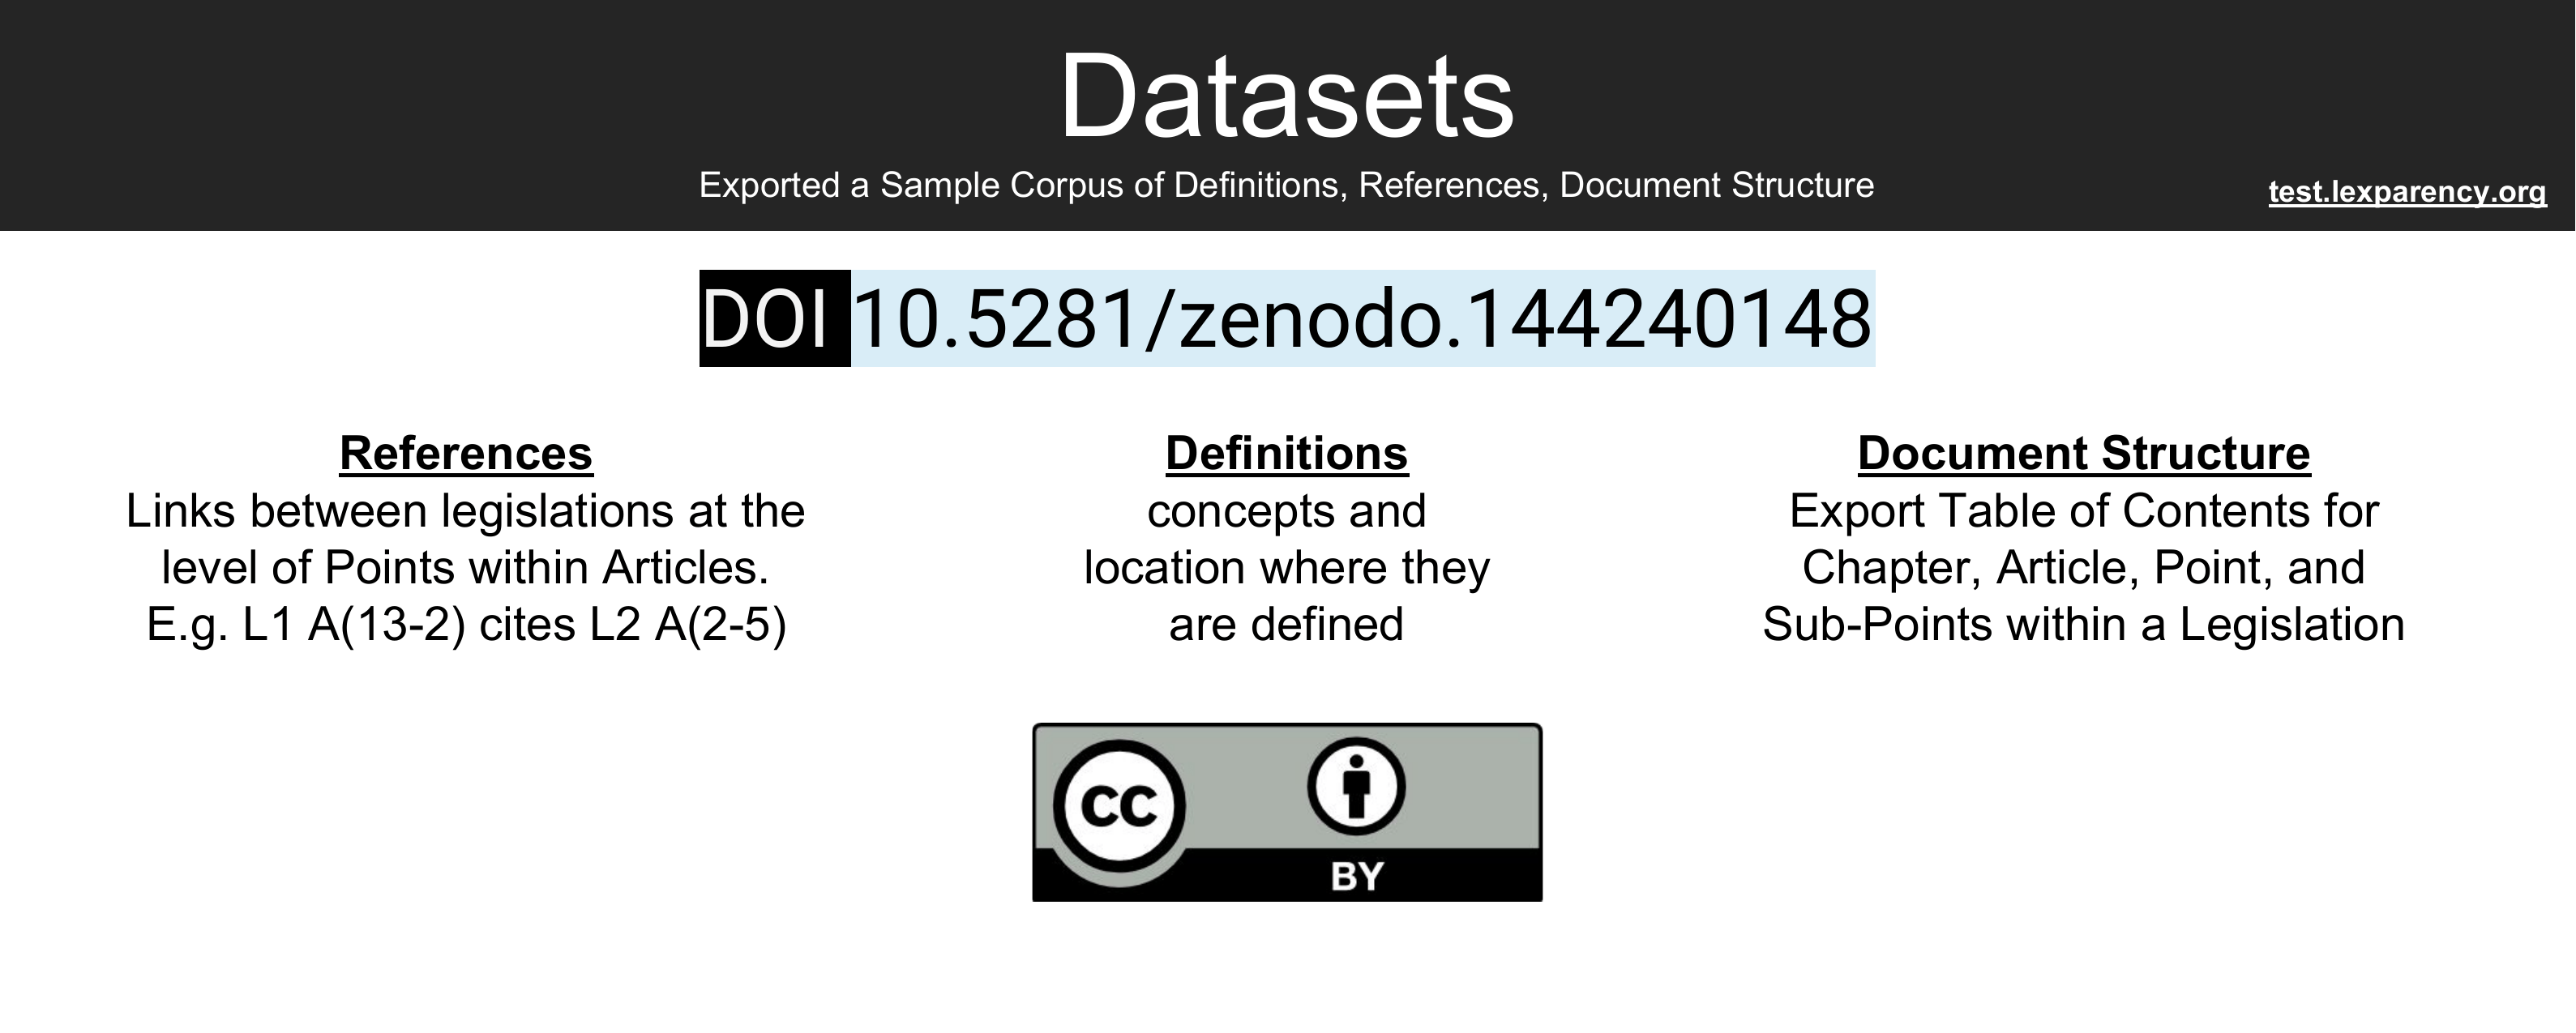 Datasets
Exported a Sample Corpus of Definitions, References, Document Structure
test.lexparency.org
DOI 10.5281/zenodo.144240148
References
Links between legislations at the
level of Points within Articles.
E.g. L1 A(13-2) cites L2 A(2-5)
Definitions
concepts and
location where they
are defined
Document Structure
Export Table of Contents for
Chapter, Article, Point, and
Sub-Points within a Legislation
CC
BY